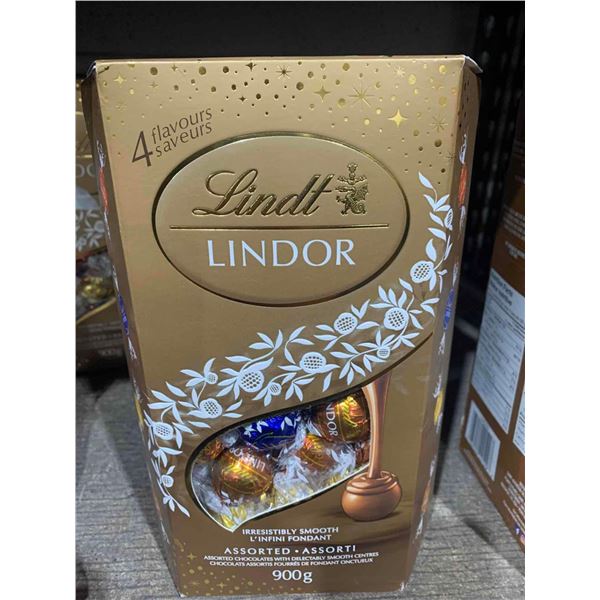 4 flavours
saveurs
Lindt
LINDOR
LINDOR
IRRESISTIBLY SMOOTH
L'INFINI FONDANT
ASSORTED • ASSORTI
ASSORTED CHOCOLATES WITH DELECTABLY SMOOTH CENTRES
CHOCOLATS ASSORTIS FOURRÉS DE FONDANT ONCTUEUX
900g